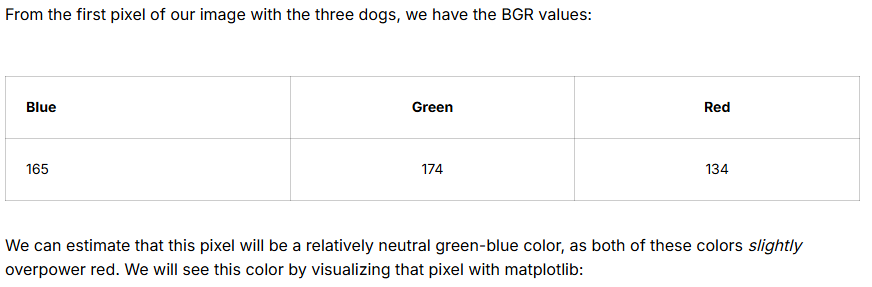 From the first pixel of our image with the three dogs, we have the BGR values:
Blue Green Red
165 174 134
We can estimate that this pixel will be a relatively neutral green-blue color, as both of these colors slightly
overpower red. We will see this color by visualizing that pixel with matplotlib: